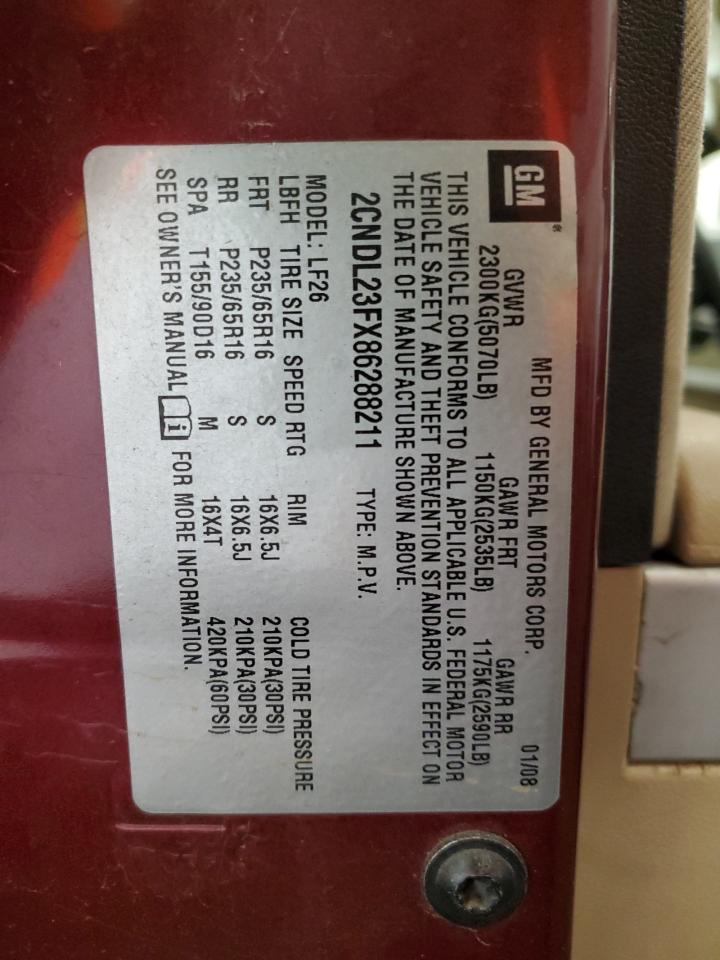 GM®
MFD BY GENERAL MOTORS CORP. 01/08
GVWR GAWR FRT GAWR RR
2300KG(5070LB) 1150KG(2535LB) 1175KG(2590LB)
THIS VEHICLE CONFORMS TO ALL APPLICABLE U.S. FEDERAL MOTOR
VEHICLE SAFETY AND THEFT PREVENTION STANDARDS IN EFFECT ON
THE DATE OF MANUFACTURE SHOWN ABOVE.
2CNDL23FX86288211 TYPE: M.P.V.
MODEL: LF26
LBFH TIRE SIZE SPEED RTG RIM COLD TIRE PRESSURE
FRT P235/65R16 S 16X6.5J 210KPA(30PSI)
RR P235/65R16 S 16X6.5J 210KPA(30PSI)
SPA T155/90D16 M 16X4T 420KPA(60PSI)
SEE OWNER'S MANUAL i FOR MORE INFORMATION.